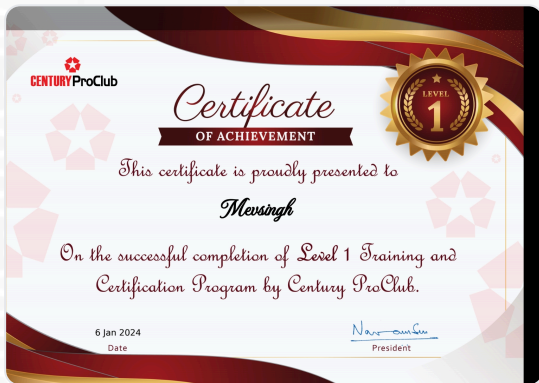 CENTURY ProClub
Certificate
OF ACHIEVEMENT
LEVEL
1
This certificate is proudly presented to
Mevsingh
On the successful completion of Level 1 Training and
Certification Program by Century ProClub.
6 Jan 2024
Date
President